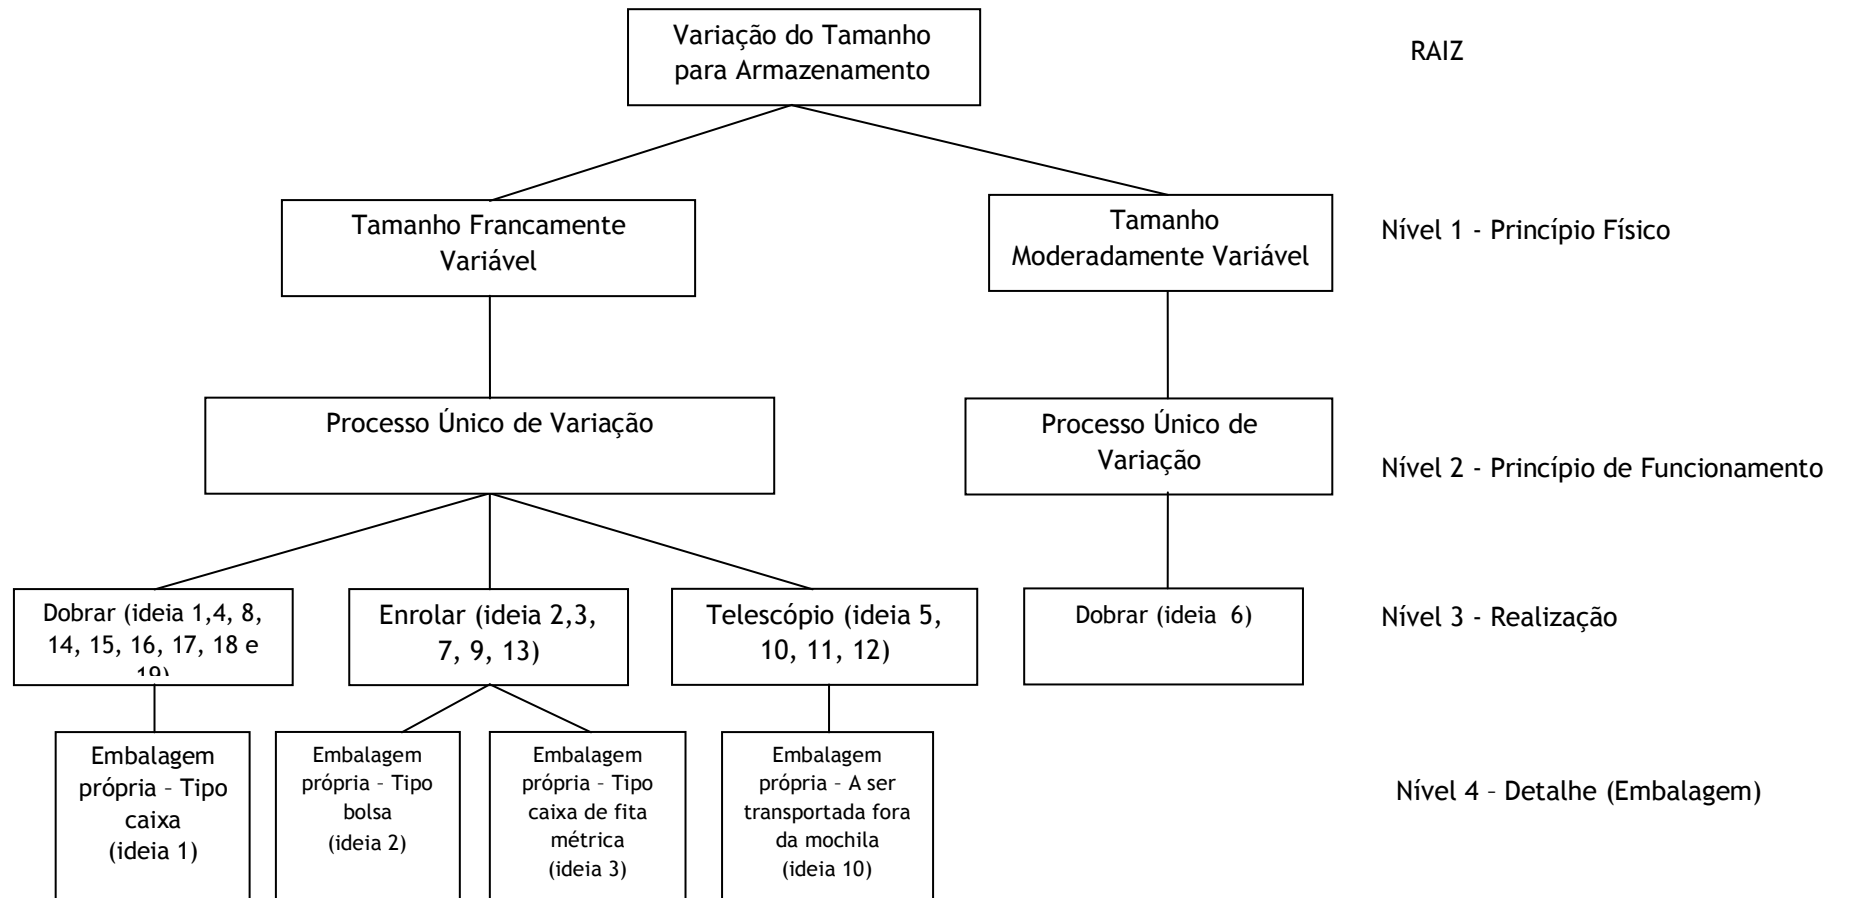 Variação do Tamanho
para Armazenamento
RAIZ
Tamanho Francamente
Variável
Tamanho
Moderadamente Variável
Nível 1 - Princípio Físico
Processo Único de Variação
Processo Único de
Variação
Nível 2 - Princípio de Funcionamento
Dobrar (ideia 1,4, 8,
14, 15, 16, 17, 18 e
19)
Enrolar (ideia 2,3,
7, 9, 13)
Telescópio (ideia 5,
10, 11, 12)
Dobrar (ideia  6)
Nível 3 - Realização
Embalagem
própria – Tipo
caixa
(ideia 1)
Embalagem
própria – Tipo
bolsa
(ideia 2)
Embalagem
própria – Tipo
caixa de fita
métrica
(ideia 3)
Embalagem
própria – A ser
transportada fora
da mochila
(ideia 10)
Nível 4 – Detalhe (Embalagem)